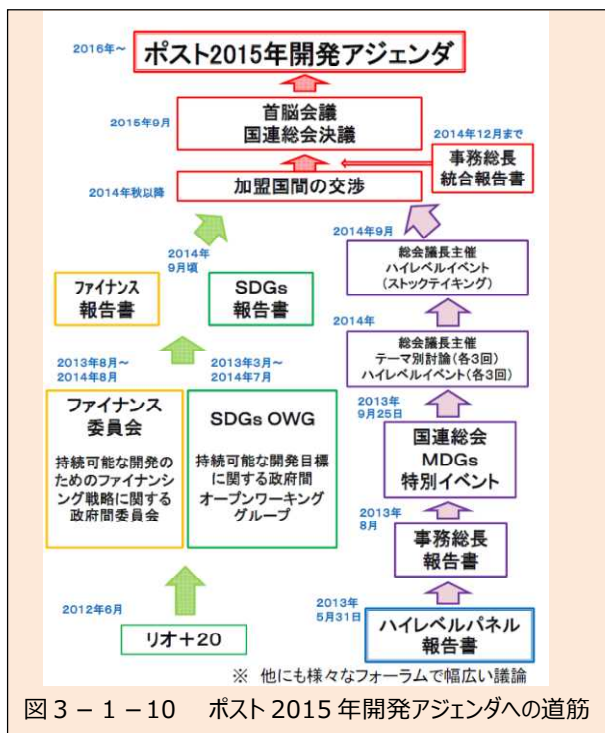 2016年～
ポスト2015年開発アジェンダ
2015年9月
首脳会議
国連総会決議
2014年12月まで
事務総長
統合報告書
2014年秋以降
加盟国間の交渉
2014年
9月頃
ファイナンス
報告書
SDGs
報告書
2014年9月
総会議長主催
ハイレベルイベント
(ストックテイキング)
2014年
総会議長主催
テーマ別討論(各3回)
ハイレベルイベント(各3回)
2013年8月～
2014年8月
ファイナンス
委員会
持続可能な開発の
ためのファイナンシ
ング戦略に関する
政府間委員会
2013年3月～
2014年7月
SDGs OWG
持続可能な開発目標
に関する政府間
オープンワーキング
グループ
2013年
9月25日
国連総会
MDGs
特別イベント
2013年
8月
事務総長
報告書
2012年6月
リオ+20
2013年
5月31日
ハイレベルパネル
報告書
※ 他にも様々なフォーラムで幅広い議論
図3－1－10 ポスト2015年開発アジェンダへの道筋